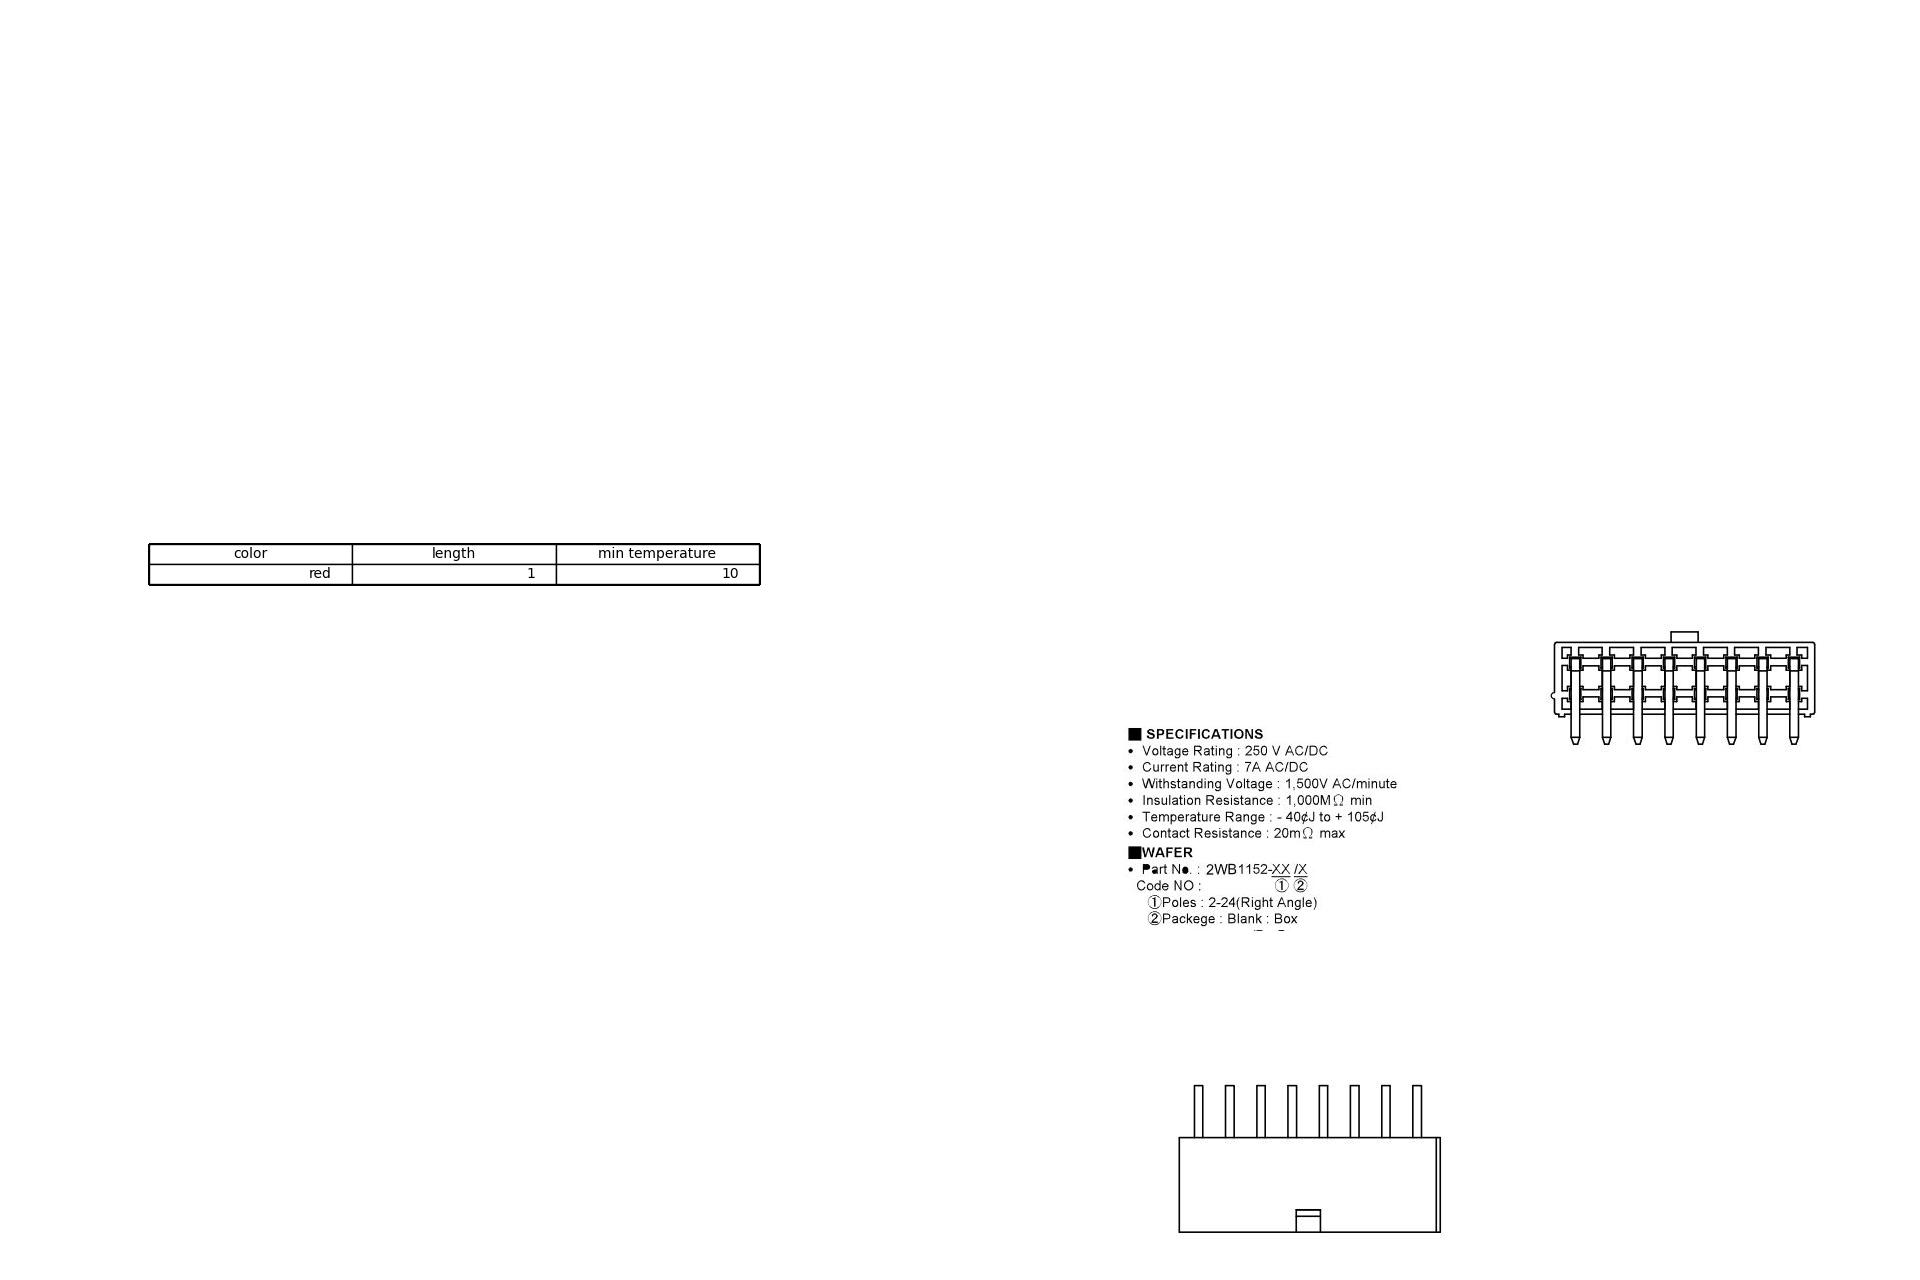 color length min temperature
red 1 10
■ SPECIFICATIONS
• Voltage Rating : 250 V AC/DC
• Current Rating : 7A AC/DC
• Withstanding Voltage : 1,500V AC/minute
• Insulation Resistance : 1,000MΩ min
• Temperature Range : - 40¢J to + 105¢J
• Contact Resistance : 20mΩ max
■WAFER
• Part No. : 2WB1152-XX /X
Code NO : ① ②
①Poles : 2-24(Right Angle)
②Packege : Blank : Box